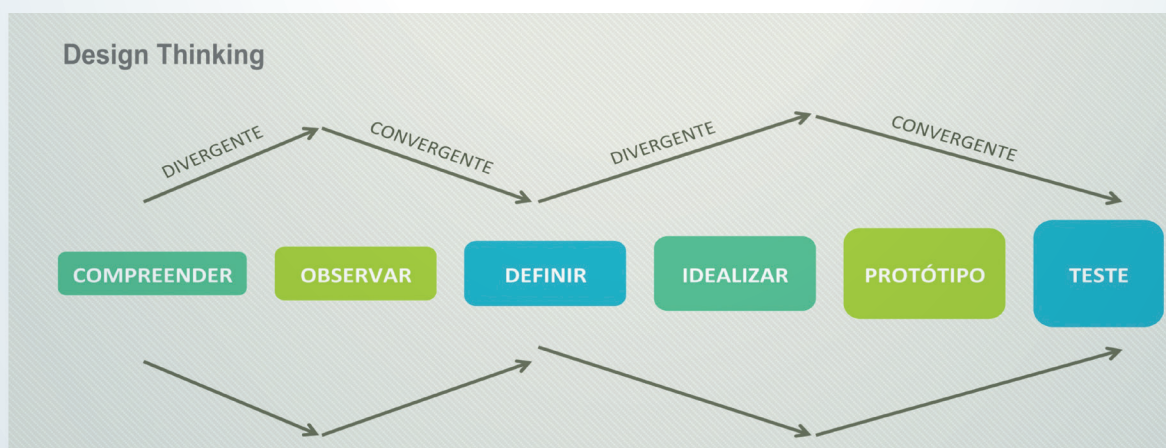 Design Thinking
DIVERGENTE
CONVERGENTE
DIVERGENTE
CONVERGENTE
COMPREENDER
OBSERVAR
DEFINIR
IDEALIZAR
PROTÓTIPO
TESTE